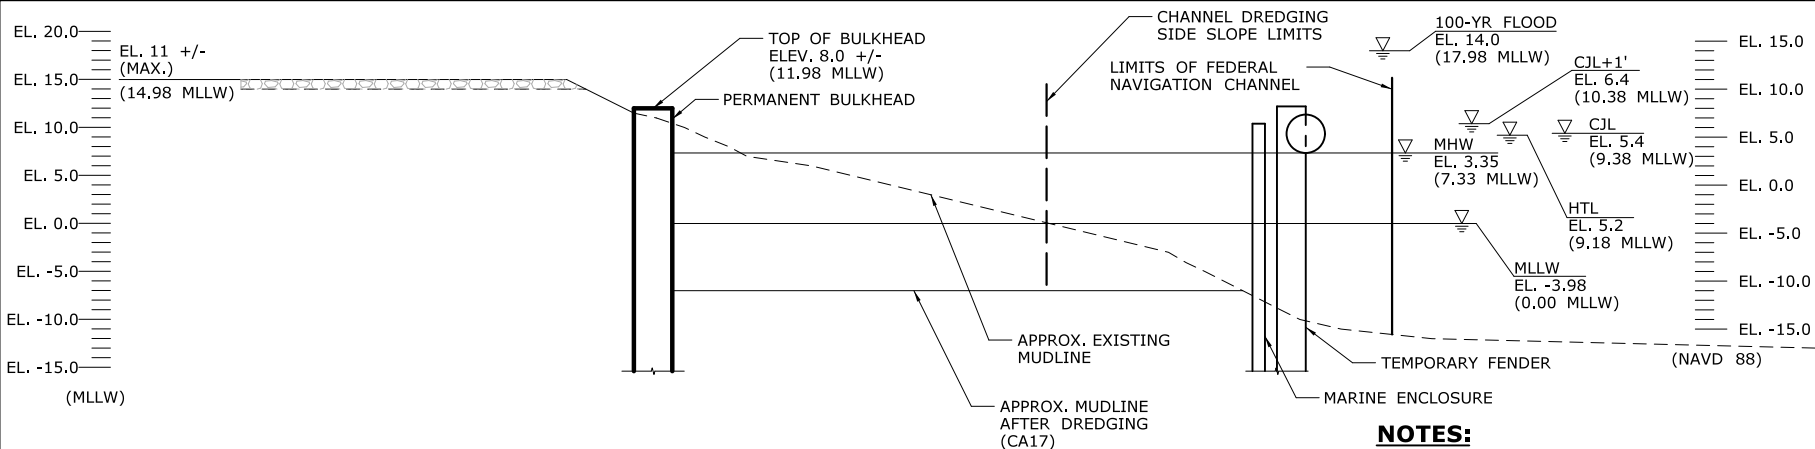 EL. 20.0
EL. 15.0
EL. 10.0
EL. 5.0
EL. 0.0
EL. -5.0
EL. -10.0
EL. -15.0
(MLLW)
EL. 11 +/-
(MAX.)
(14.98 MLLW)
TOP OF BULKHEAD
ELEV. 8.0 +/-
(11.98 MLLW)
PERMANENT BULKHEAD
CHANNEL DREDGING
SIDE SLOPE LIMITS
LIMITS OF FEDERAL
NAVIGATION CHANNEL
100-YR FLOOD
EL. 14.0
(17.98 MLLW)
CJL+1'
EL. 6.4
(10.38 MLLW)
CJL
EL. 5.4
(9.38 MLLW)
MHW
EL. 3.35
(7.33 MLLW)
HTL
EL. 5.2
(9.18 MLLW)
MLLW
EL. -3.98
(0.00 MLLW)
APPROX. EXISTING
MUDLINE
APPROX. MUDLINE
AFTER DREDGING
(CA17)
TEMPORARY FENDER
MARINE ENCLOSURE
EL. 15.0
EL. 10.0
EL. 5.0
EL. 0.0
EL. -5.0
EL. -10.0
EL. -15.0
(NAVD 88)
NOTES: